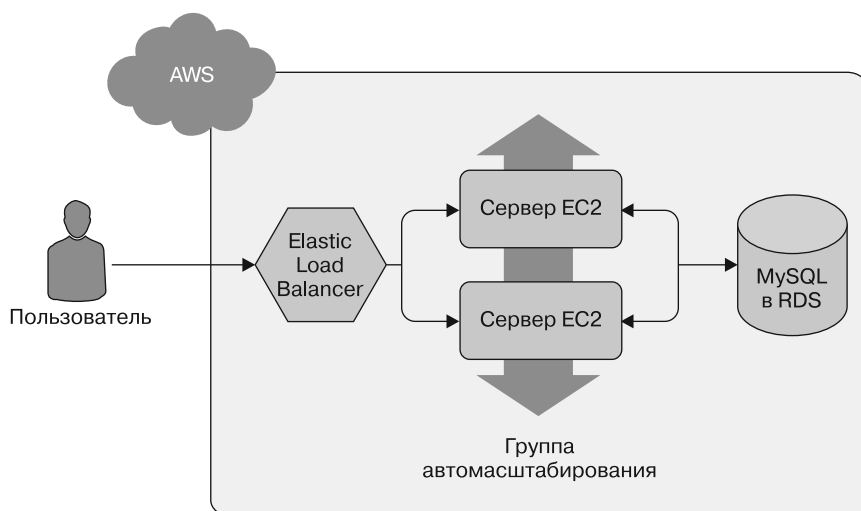 AWS
Пользователь
Elastic
Load
Balancer
Сервер EC2
Сервер EC2
MySQL
в RDS
Группа
автомасштабирования